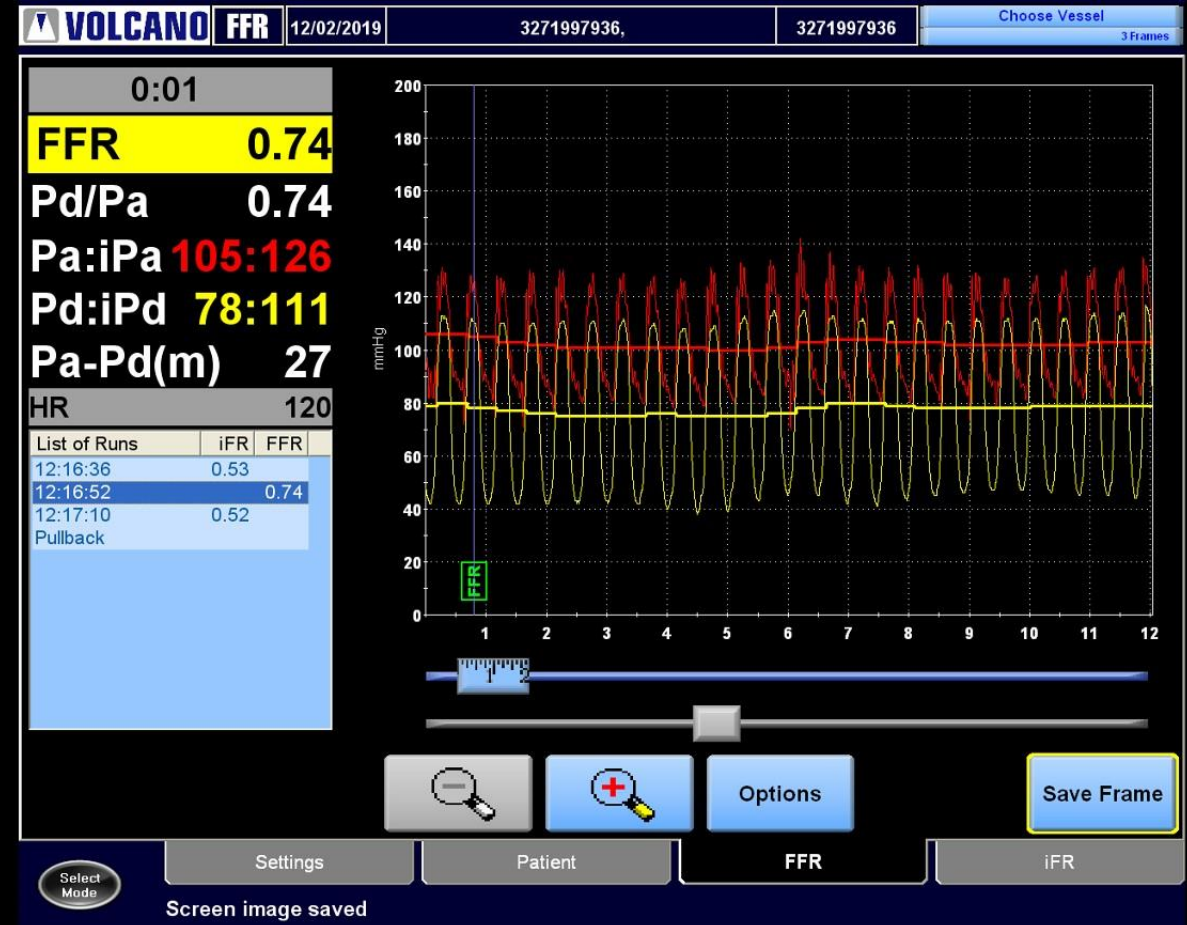 VOLCANO FFR 12/02/2019 3271997936, 3271997936 Choose Vessel
3 Frames
0:01
FFR 0.74
Pd/Pa 0.74
Pa:iPa 105:126
Pd:iPd 78:111
Pa-Pd(m) 27
HR 120
List of Runs iFR FFR
12:16:36 0.53
12:16:52 0.74
12:17:10 0.52
Pullback
200
180
160
140
120
100
80
60
40
20
0
mmHg
FFR
1 2 3 4 5 6 7 8 9 10 11 12
1 2
Options
Save Frame
Select
Mode
Settings Patient FFR iFR
Screen image saved